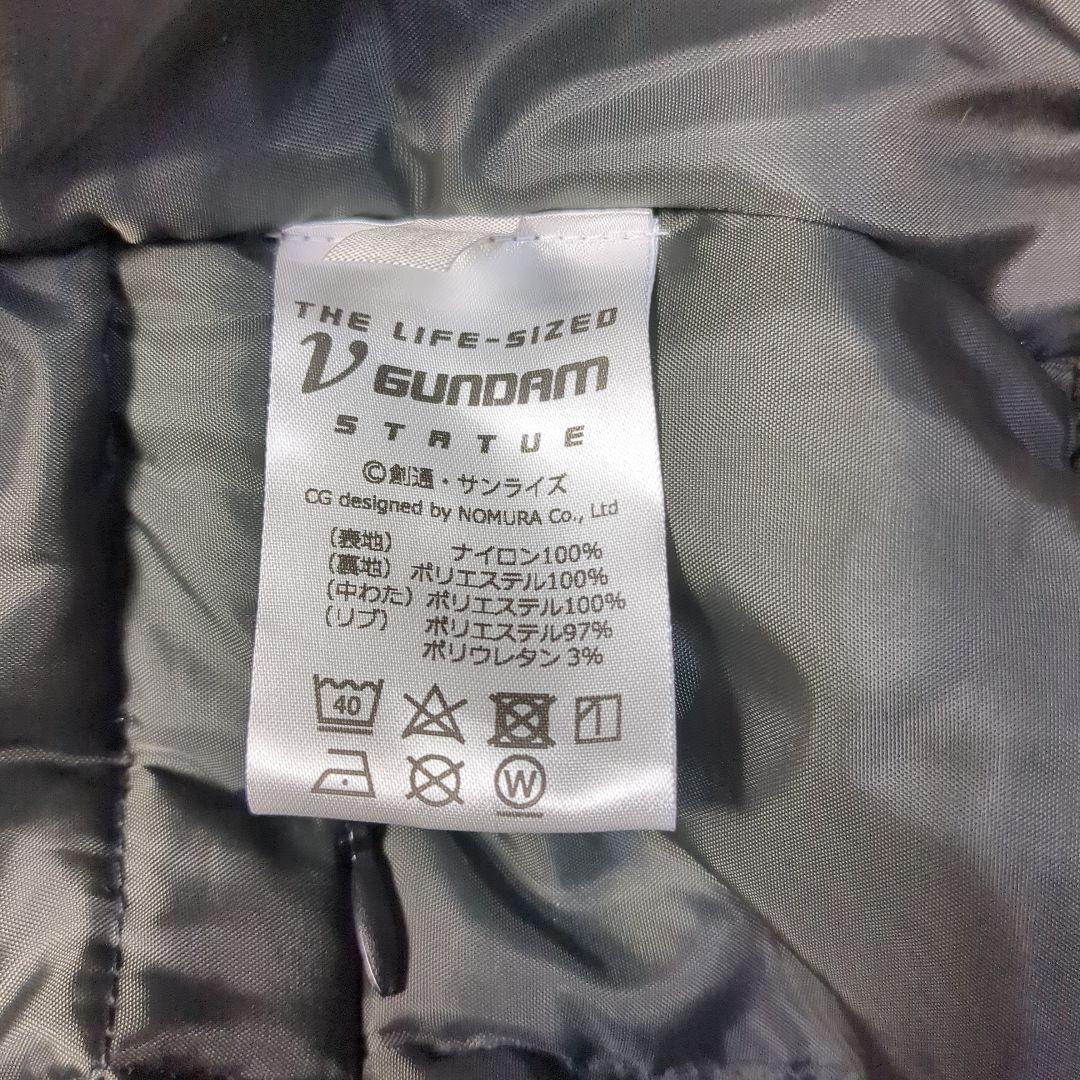 THE LIFE-SIZED
ν GUNDAM
STATUE
©創通・サンライズ
CG designed by NOMURA Co., Ltd
(表地) ナイロン100%
(裏地) ポリエステル100%
(中わた) ポリエステル100%
(リブ) ポリエステル97%
ポリウレタン 3%
40
W